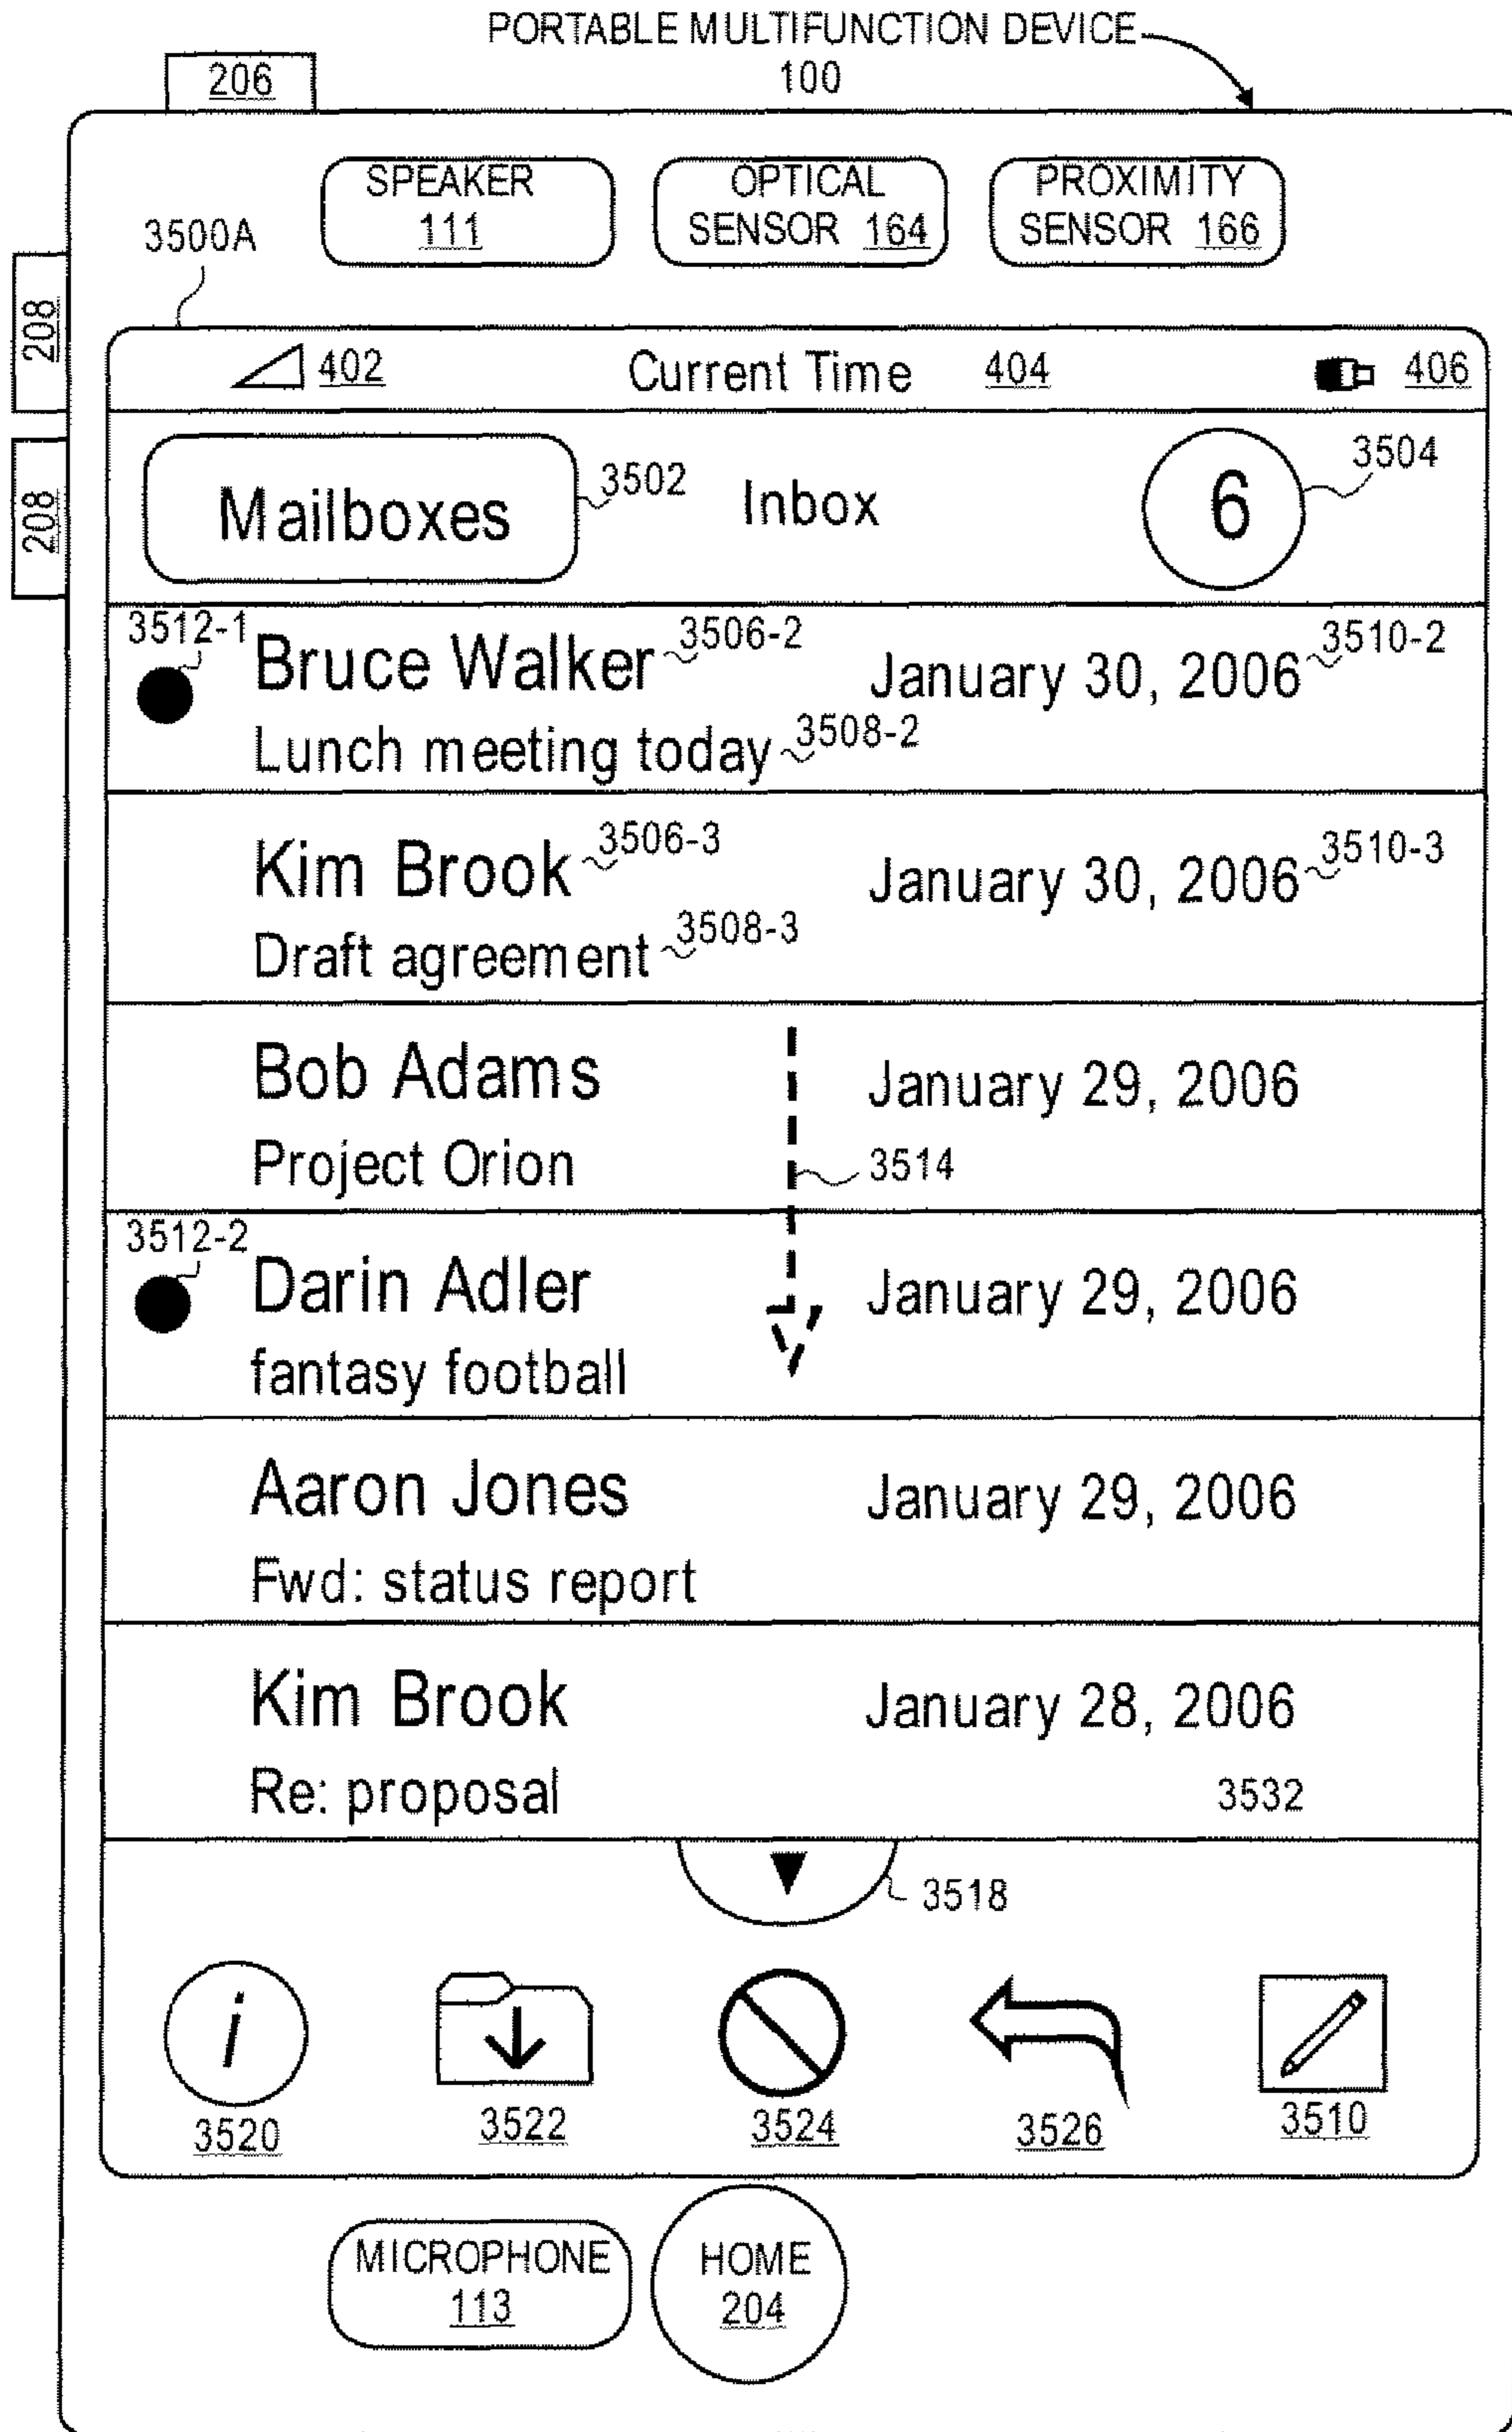 PORTABLE MULTIFUNCTION DEVICE
100
206
SPEAKER
111
OPTICAL
SENSOR 164
PROXIMITY
SENSOR 166
3500A
208
208
402 Current Time 404 406
Mailboxes 3502 Inbox 6 3504
3512-1 Bruce Walker 3506-2 January 30, 2006 3510-2
Lunch meeting today 3508-2
Kim Brook 3506-3 January 30, 2006 3510-3
Draft agreement 3508-3
Bob Adams January 29, 2006
Project Orion 3514
3512-2 Darin Adler January 29, 2006
fantasy football
Aaron Jones January 29, 2006
Fwd: status report
Kim Brook January 28, 2006
Re: proposal 3532
3518
i
3520 3522 3524 3526 3510
MICROPHONE
113
HOME
204